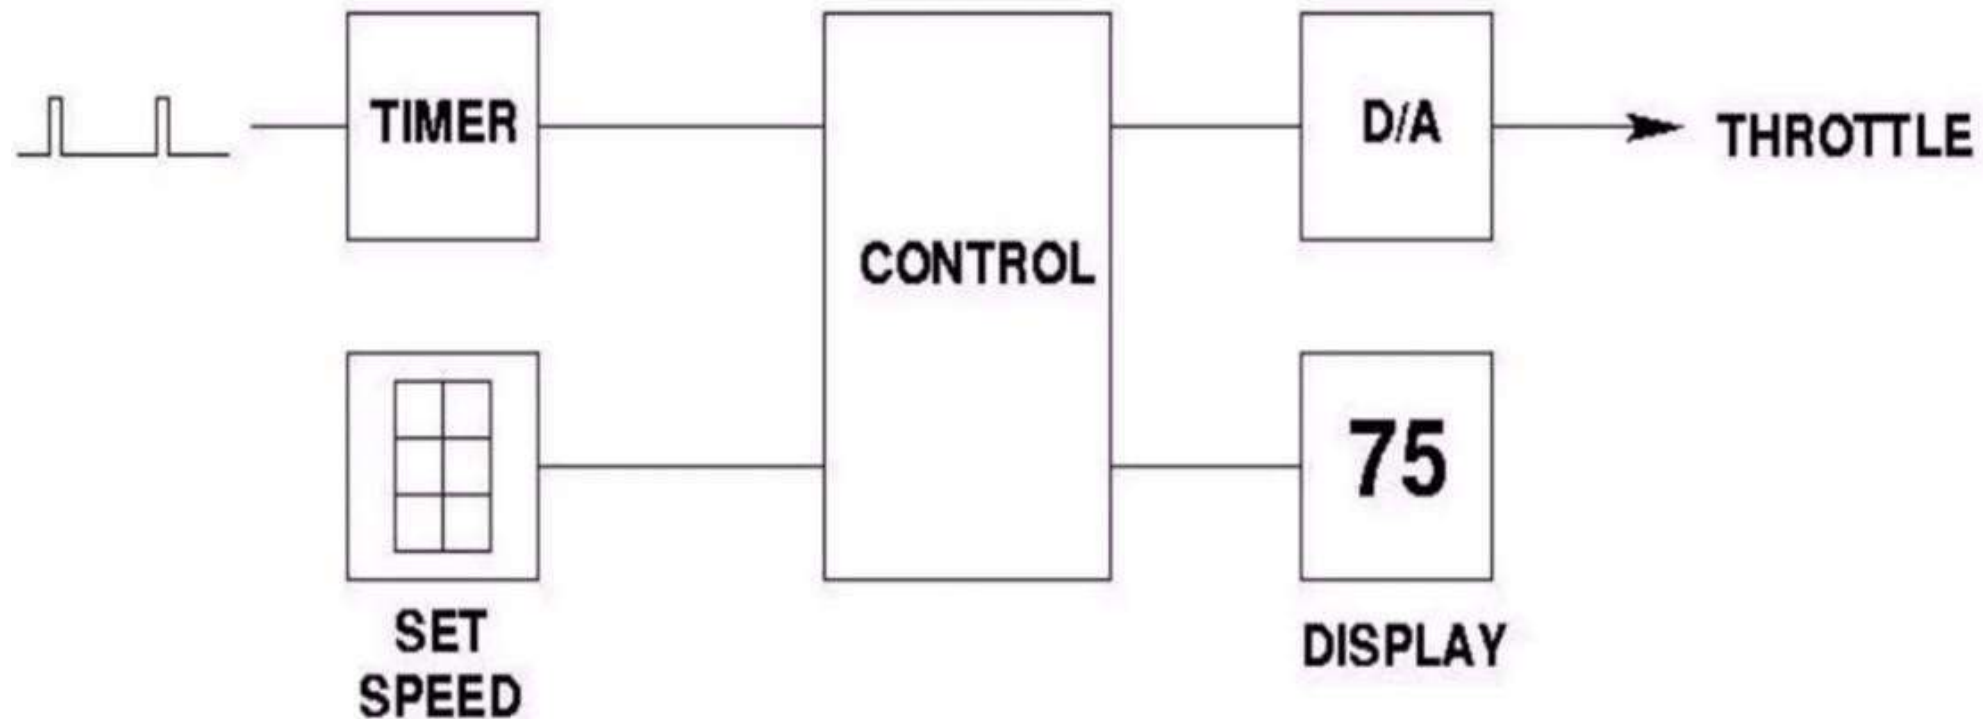 TIMER
D/A
THROTTLE
CONTROL
75
SET
SPEED
DISPLAY